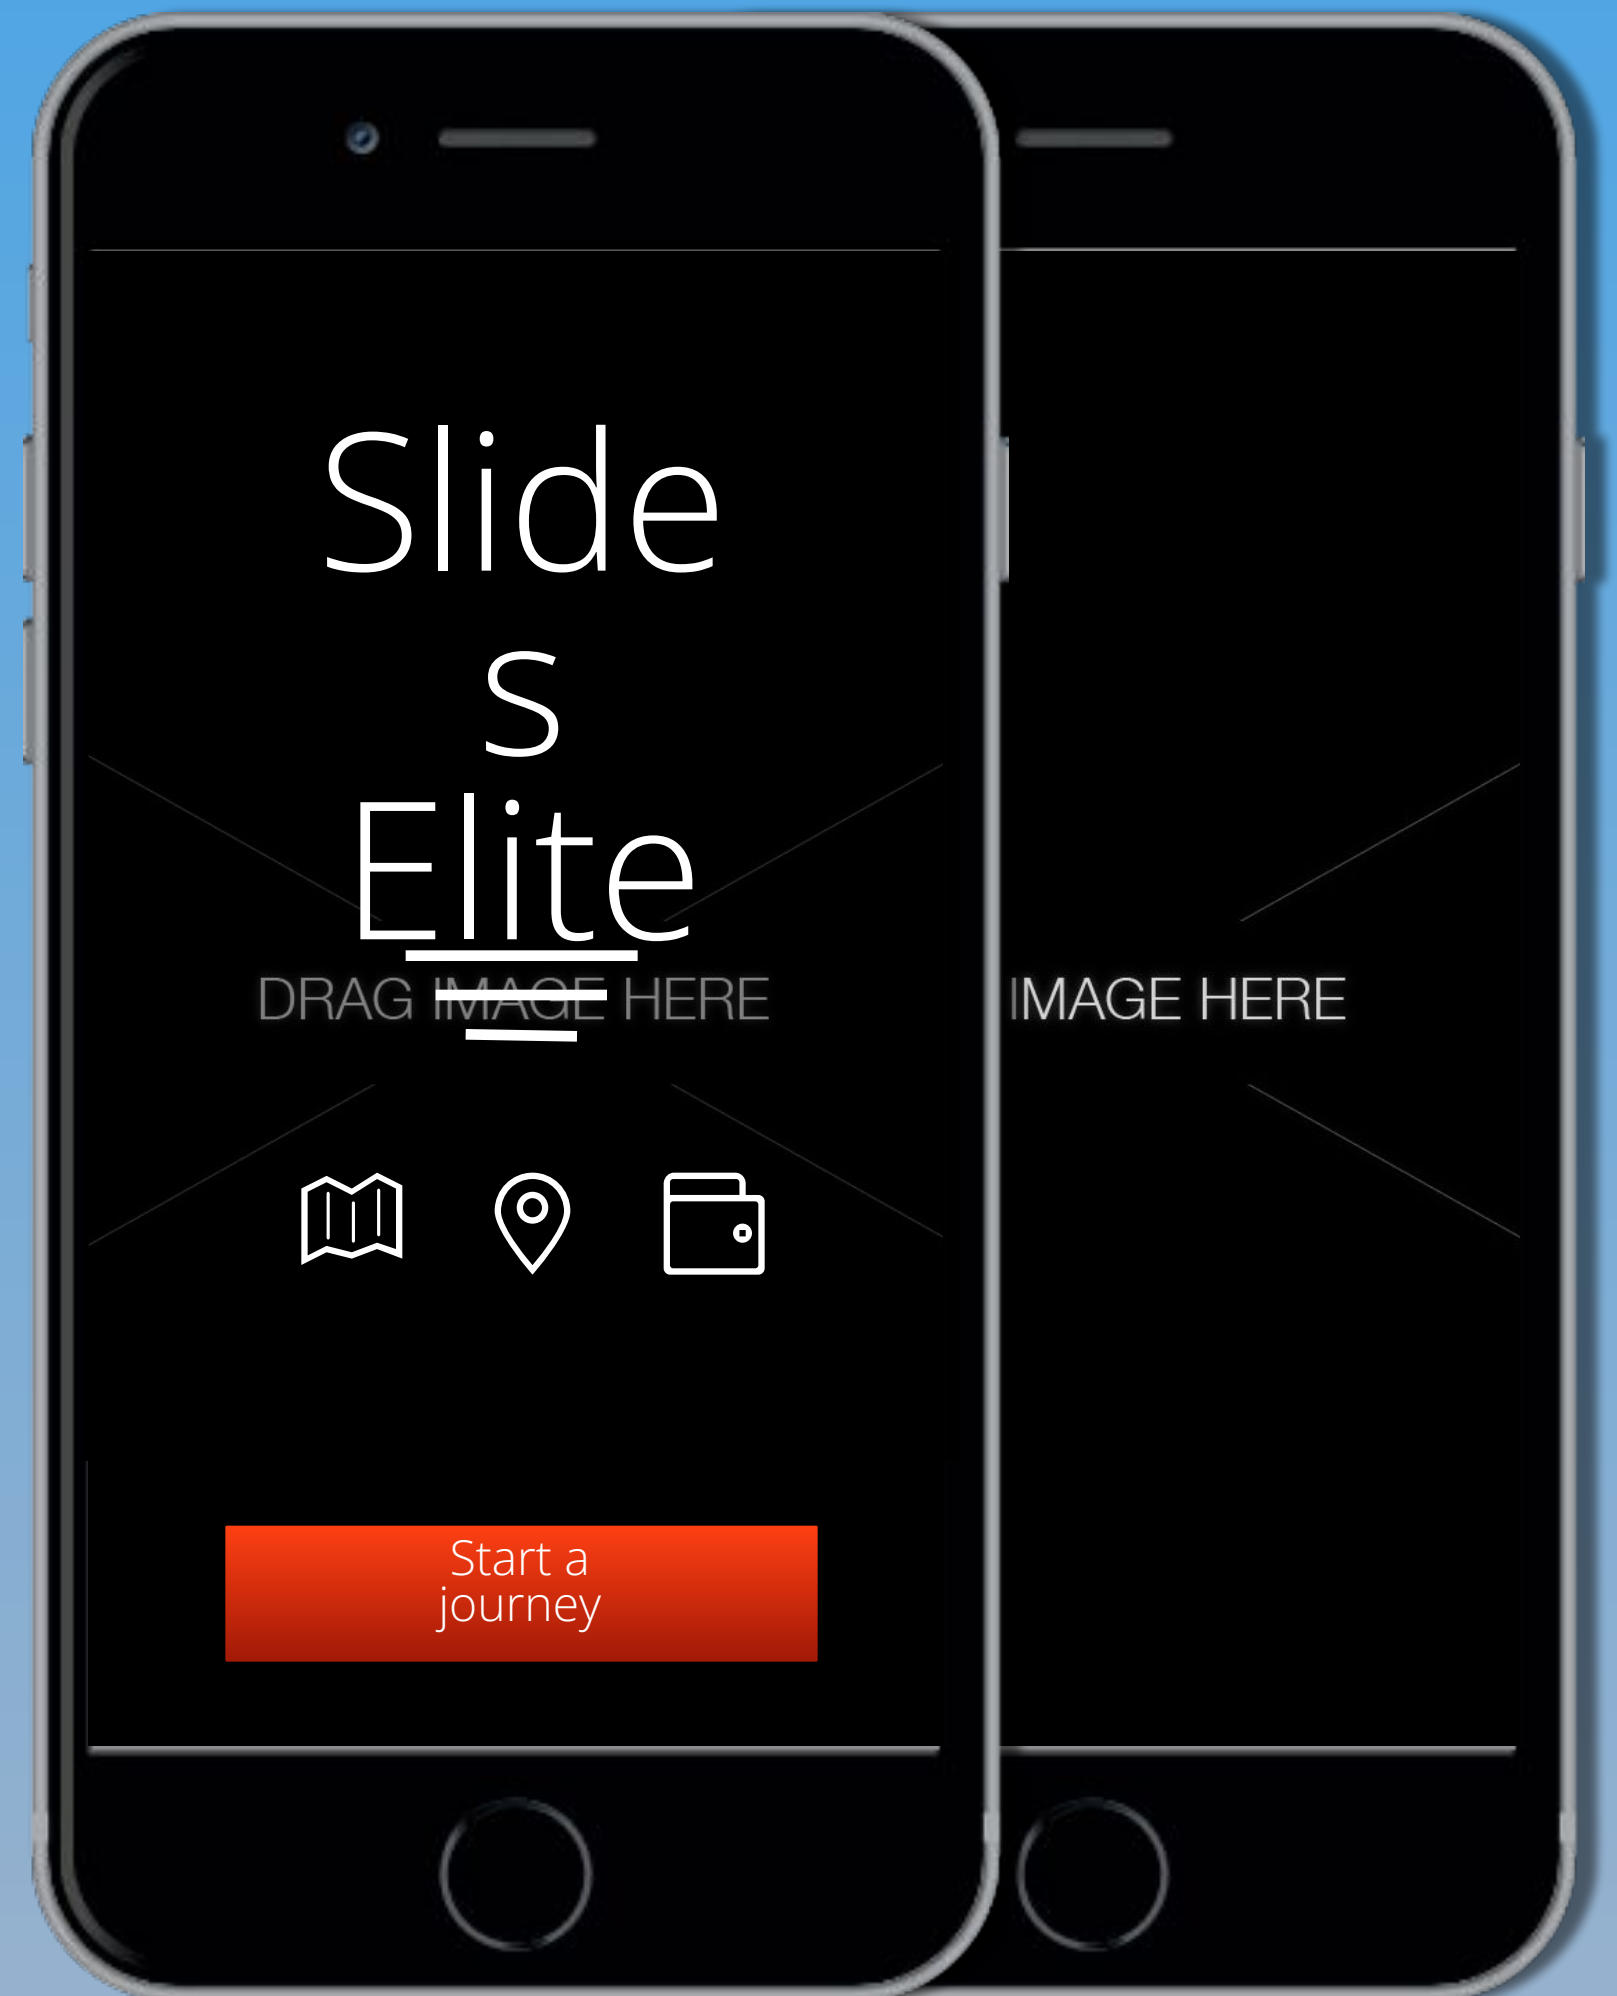 Slide
s
Elite
DRAG IMAGE HERE
IMAGE HERE
Start a
journey